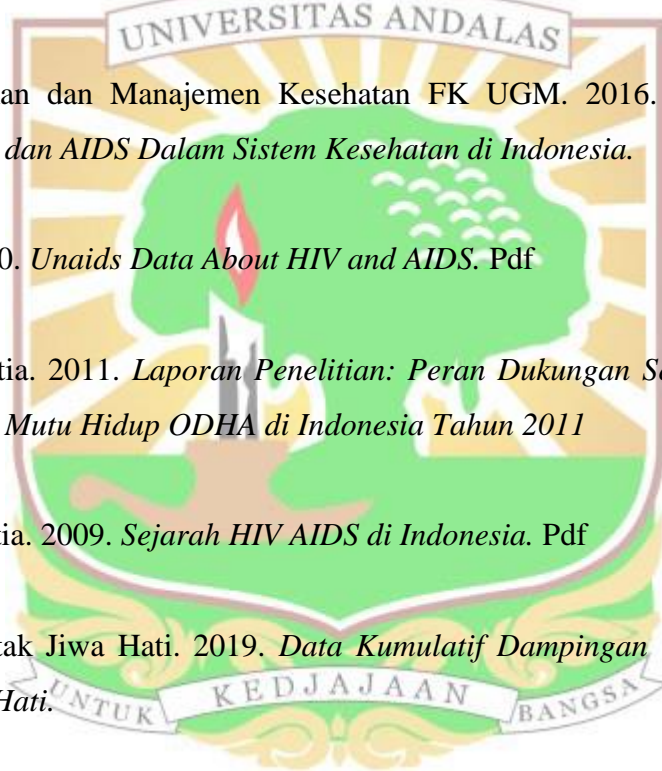 UNIVERSITAS ANDALAS
an dan Manajemen Kesehatan FK UGM. 2016.
dan AIDS Dalam Sistem Kesehatan di Indonesia.
0. Unaids Data About HIV and AIDS. Pdf
tia. 2011. Laporan Penelitian: Peran Dukungan S
Mutu Hidup ODHA di Indonesia Tahun 2011
tia. 2009. Sejarah HIV AIDS di Indonesia. Pdf
tak Jiwa Hati. 2019. Data Kumulatif Dampingan
Hati.
UNTUK KEDJAJAAN BANGSA